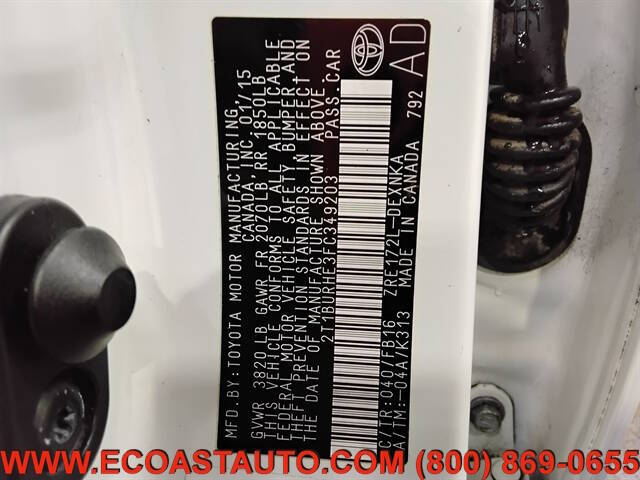 MFD.BY:TOYOTA MOTOR MANUFACTURING,
CANADA, INC. 01/15
GVWR 3820LB GAWR FR 2070LB, RR 1850LB
THIS VEHICLE CONFORMS TO ALL APPLICABLE
FEDERAL MOTOR VEHICLE SAFETY, BUMPER AND
THEFT PREVENTION STANDARDS IN EFFECT ON
THE DATE OF MANUFACTURE SHOWN ABOVE.
2T1BURHE3FC349203 PASS.CAR
C/TR:040/FB16 ZRE172L-DEXNKA
A/TM:-04A/K313 MADE IN CANADA 792
AD
WWW.ECOASTAUTO.COM (800) 869-0655